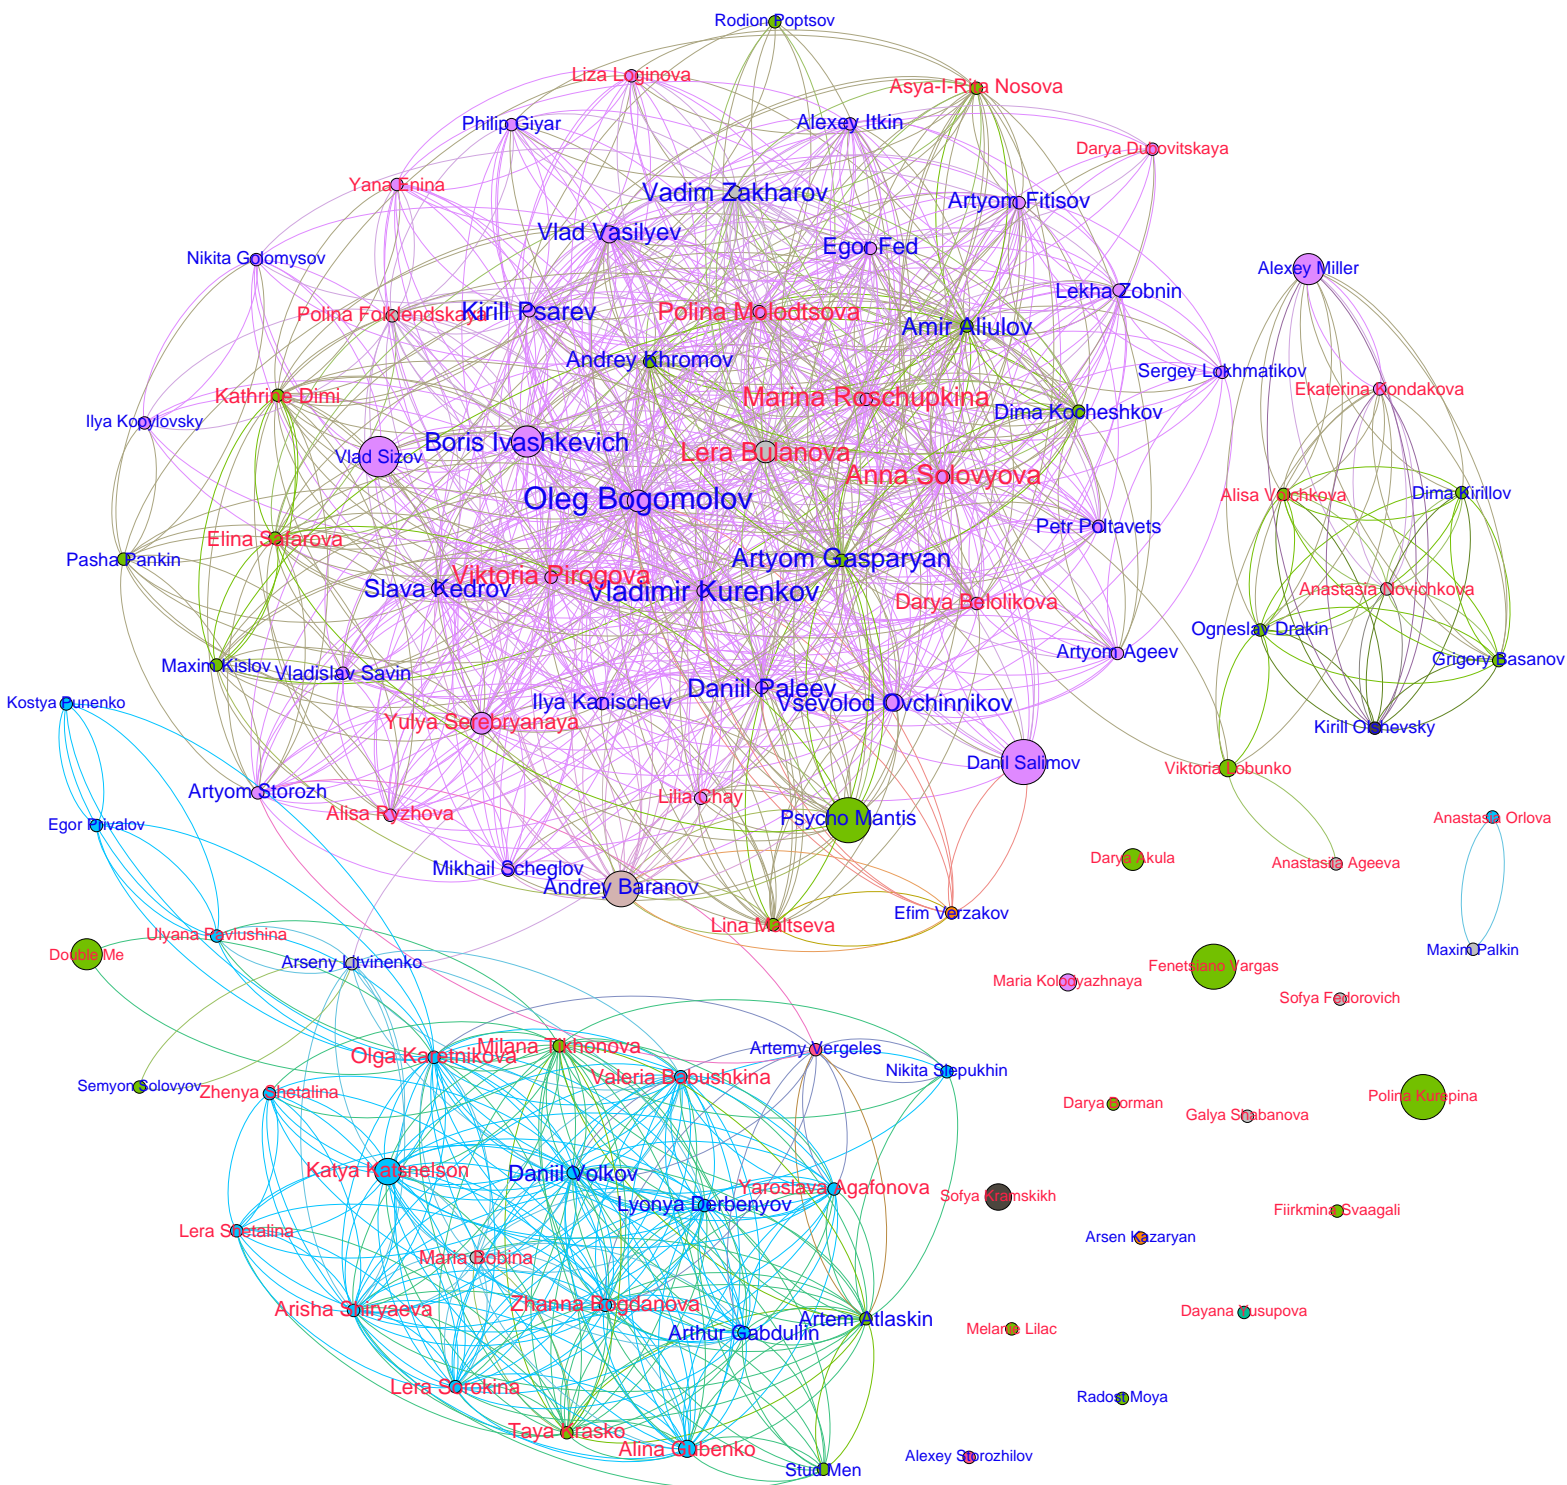 Rodion Poptsov
Liza Loginova
Asya-I-Rita Nosova
Philip Giyar
Alexey Itkin
Darya Dubovitskaya
Yana Enina
Vadim Zakharov
Artyom Fitisov
Vlad Vasilyev
Egor Fed
Nikita Golomysov
Alexey Miller
Lekha Zobnin
Polina Folklendskaya
Kirill Psarev
Polina Molodtsova
Amir Aliulov
Andrey Khromov
Sergey Lokhmatikov
Ekaterina Kondakova
Kathrine Dimi
Marina Roschupkina
Dima Kocheshkov
Ilya Kopylovsky
Boris Ivashkevich
Vlad Sizov
Lera Bulanova
Anna Solovyova
Alisa Volchkova
Dima Kirillov
Oleg Bogomolov
Petr Poltavets
Elina Safarova
Pasha Pankin
Artyom Gasparyan
Viktoria Pirogova
Slava Kedrov
Vladimir Kurenkov
Anastasia Novichkova
Darya Belolikova
Ogneslav Drakin
Artyom Ageev
Grigory Basanov
Maxim Kislov
Vladislav Savin
Daniil Paleev
Kostya Punenko
Ilya Kanischev
Vsevolod Ovchinnikov
Yulya Serebryanaya
Kirill Olshevsky
Danil Salimov
Viktoria Lobunko
Artyom Storozh
Lilia Chay
Alisa Ryzhova
Psycho Mantis
Egor Privalov
Anastasia Orlova
Darya Akula
Anastasiia Ageeva
Mikhail Scheglov
Andrey Baranov
Efim Verzakov
Lina Maltseva
Ulyana Pavlushina
Double Me
Arseny Litvinenko
Maxim Palkin
Fenetsiano Vargas
Maria Kolodyazhnaya
Sofya Fedorovich
Artemy Vergeles
Olga Karetnikova
Milana Tikhonova
Valeria Babushkina
Nikita Slepukhin
Semyon Solovyov
Zhenya Shetalina
Polina Kurepina
Darya Borman
Galya Shabanova
Katya Katsnelson
Daniil Volkov
Yaroslava Agafonova
Lyonya Derbenyov
Sofya Kramskikh
Fiirkmina Svaagali
Lera Shetalina
Arsen Kazaryan
Maria Bobina
Arisha Shiryaeva
Zhanna Bogdanova
Artem Atlaskin
Dayana Yusupova
Arthur Gabdullin
Melanie Lilac
Lera Sorokina
Radost Moya
Taya Krasko
Alina Gubenko
Alexey Storozhilov
Stud Men